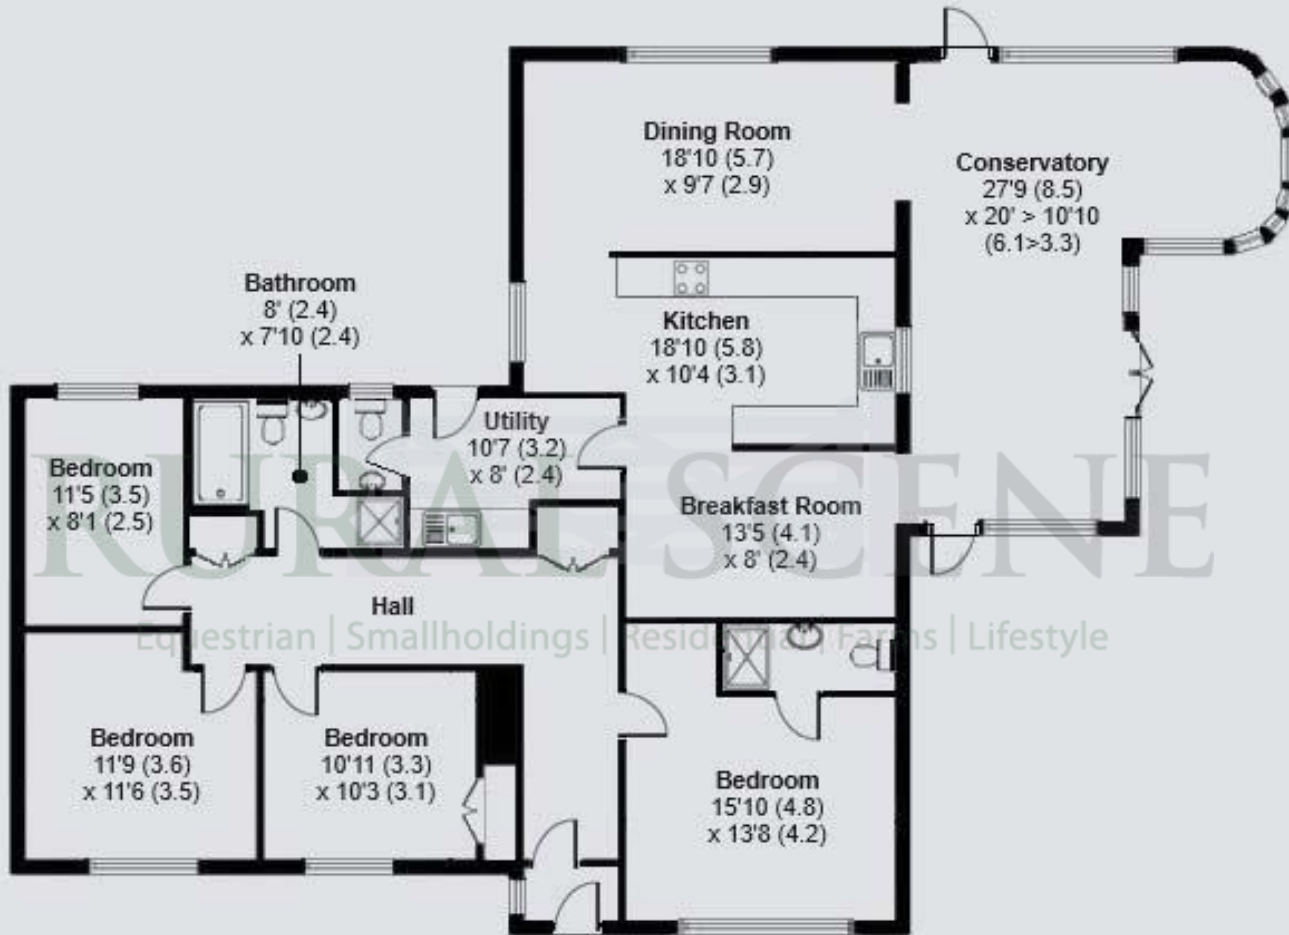 Dining Room
18'10 (5.7)
x 9'7 (2.9)
Conservatory
27'9 (8.5)
x 20' > 10'10
(6.1>3.3)
Bathroom
8' (2.4)
x 7'10 (2.4)
Kitchen
18'10 (5.8)
x 10'4 (3.1)
Utility
10'7 (3.2)
x 8' (2.4)
Bedroom
11'5 (3.5)
x 8'1 (2.5)
Breakfast Room
13'5 (4.1)
x 8' (2.4)
RURAL SCENE
Hall
Equestrian | Smallholdings | Residential | Farms | Lifestyle
Bedroom
11'9 (3.6)
x 11'6 (3.5)
Bedroom
10'11 (3.3)
x 10'3 (3.1)
Bedroom
15'10 (4.8)
x 13'8 (4.2)